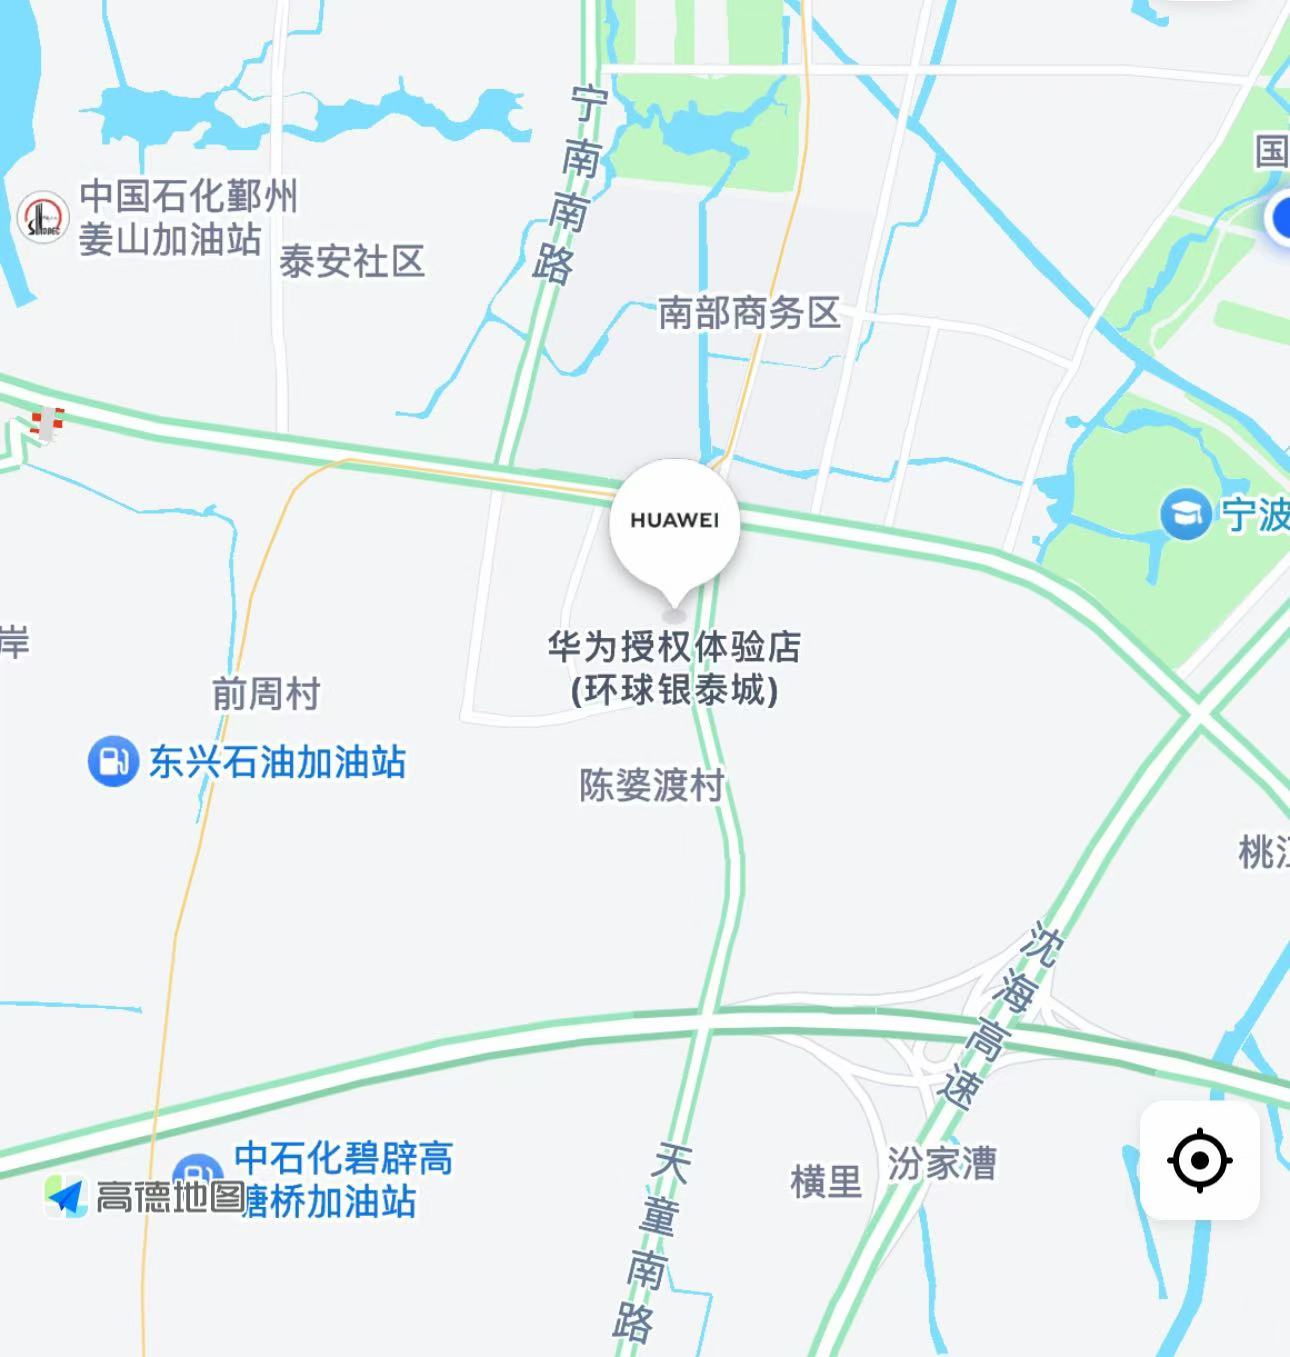 宁南南路
国
中国石化鄞州
姜山加油站
泰安社区
南部商务区
HUAWEI
宁波
岸
华为授权体验店
(环球银泰城)
前周村
东兴石油加油站
陈婆渡村
桃江
沈海高速
中石化碧辟高
塘桥加油站
高德地图
天童南路
横里
汾家漕